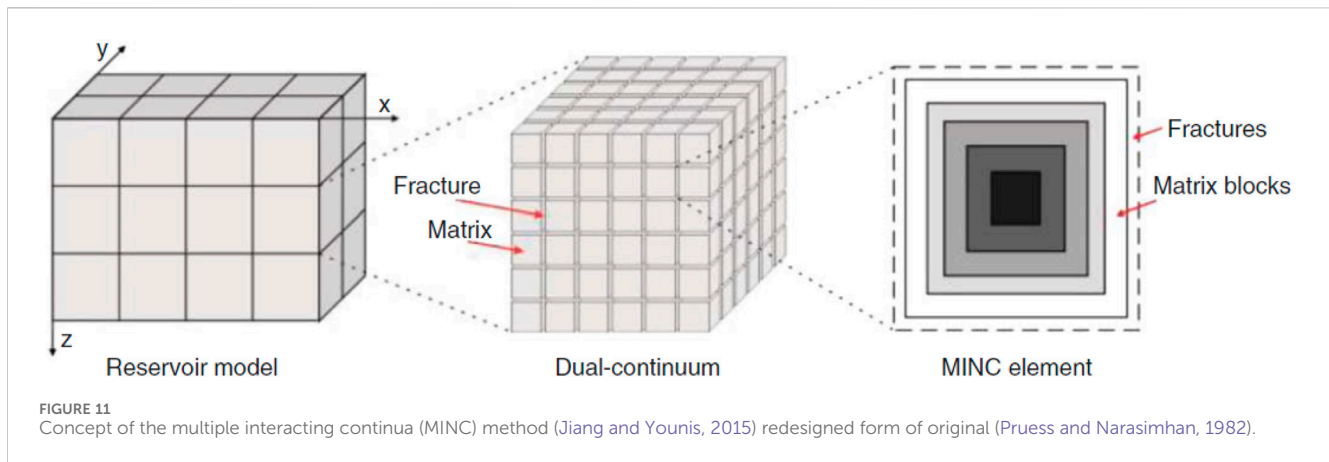 y
x
z
Reservoir model
Fracture
Matrix
Dual-continuum
Fractures
Matrix blocks
MINC element
FIGURE 11
Concept of the multiple interacting continua (MINC) method (Jiang and Younis, 2015) redesigned form of original (Pruess and Narasimhan, 1982).